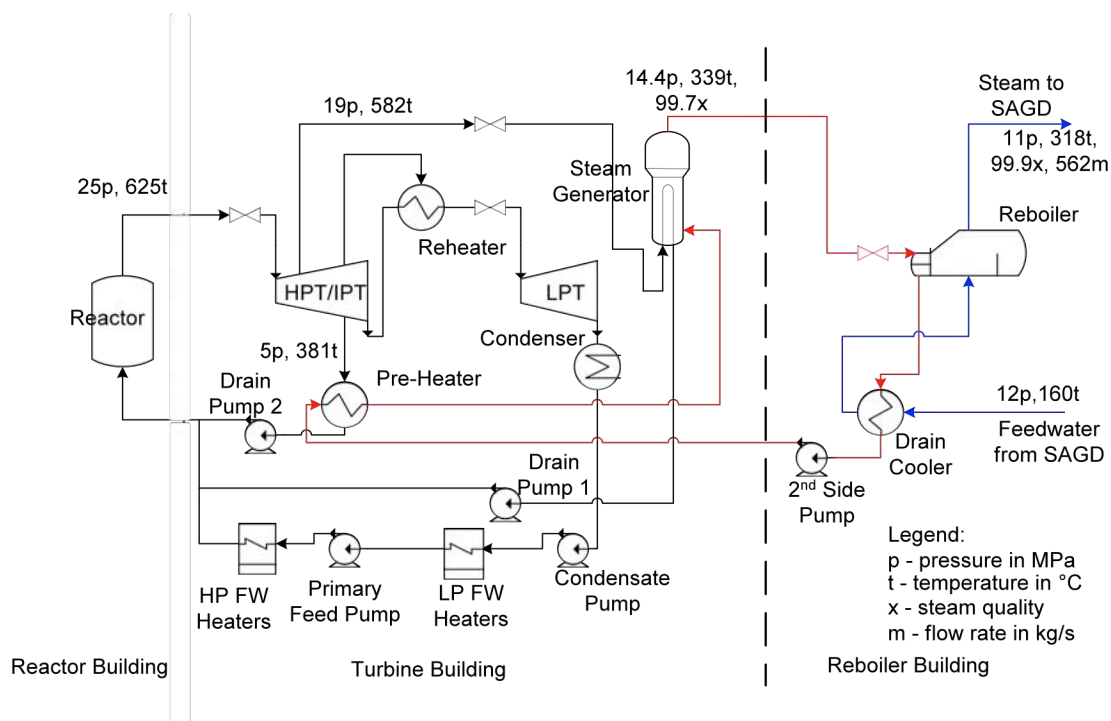 14.4p, 339t,
99.7x
Steam to
SAGD
11p, 318t,
99.9x, 562m
19p, 582t
Steam
Generator
25p, 625t
Reboiler
Reheater
HPT/IPT
LPT
Reactor
Condenser
5p, 381t
Pre-Heater
Drain
Pump 2
12p,160t
Feedwater
from SAGD
Drain
Cooler
Drain
Pump 1
2nd Side
Pump
Legend:
p - pressure in MPa
t - temperature in °C
x - steam quality
m - flow rate in kg/s
HP FW
Heaters
Primary
Feed Pump
LP FW
Heaters
Condensate
Pump
Reactor Building
Turbine Building
Reboiler Building